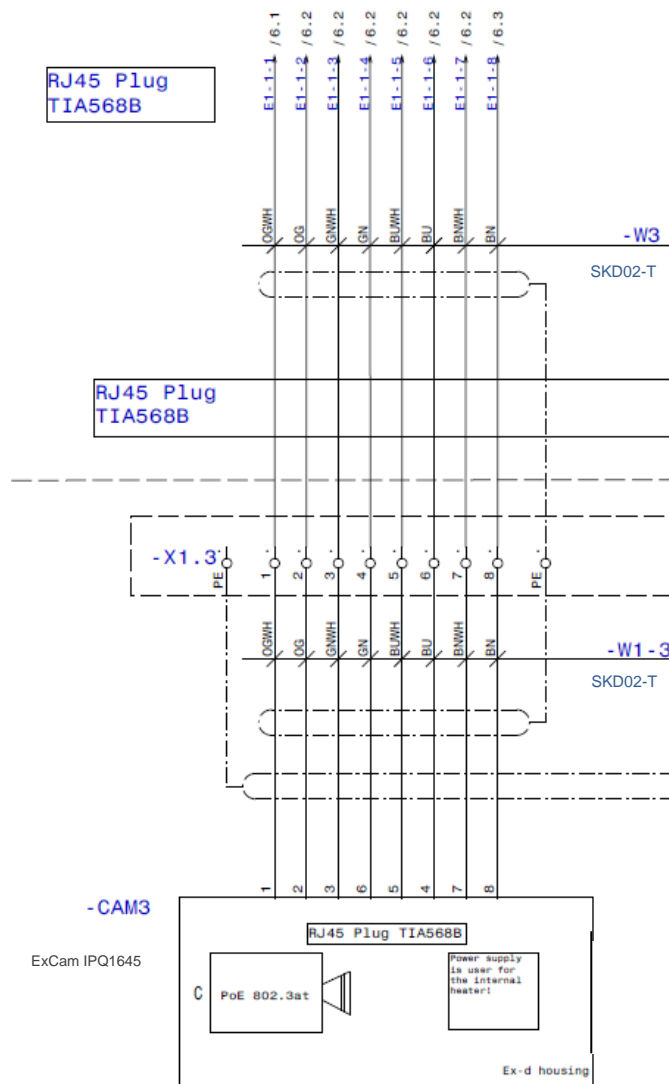 /6.1 /6.2 /6.2 /6.2 /6.2 /6.2 /6.2 /6.3
E1-1-1 E1-1-2 E1-1-3 E1-1-4 E1-1-5 E1-1-6 E1-1-7 E1-1-8
RJ45 Plug
TIA568B
OGWH OG GNWH GN BUWH BU BNWH BN
-W3
SKD02-T
RJ45 Plug
TIA568B
-X1.3
PE 1 2 3 4 5 6 7 8 PE
OGWH OG GNWH GN BUWH BU BNWH BN
-W1-3
SKD02-T
1 2 3 6 5 4 7 8
-CAM3
RJ45 Plug TIA568B
ExCam IPQ1645
C
PoE 802.3at
Power supply
is user for
the internal
heater!
Ex-d housing